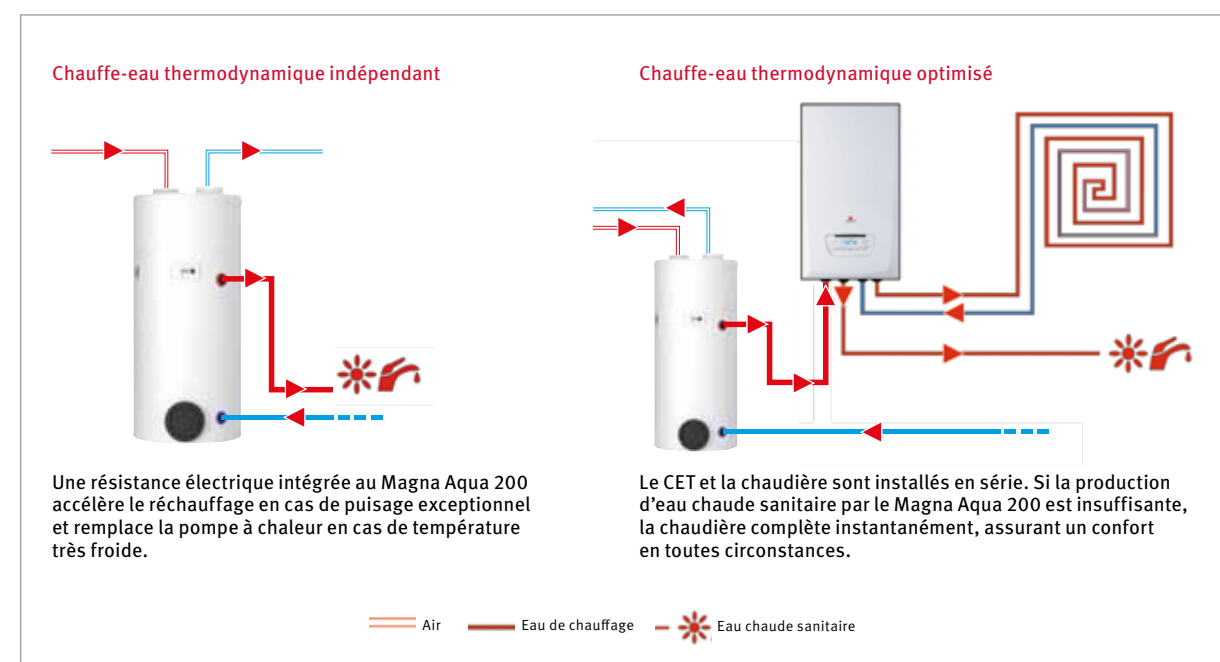 Chauffe-eau thermodynamique indépendant
Une résistance électrique intégrée au Magna Aqua 200
accélère le réchauffage en cas de puisage exceptionnel
et remplace la pompe à chaleur en cas de température
très froide.
Chauffe-eau thermodynamique optimisé
Le CET et la chaudière sont installés en série. Si la production
d’eau chaude sanitaire par le Magna Aqua 200 est insuffisante,
la chaudière complète instantanément, assurant un confort
en toutes circonstances.
Air
Eau de chauffage
Eau chaude sanitaire